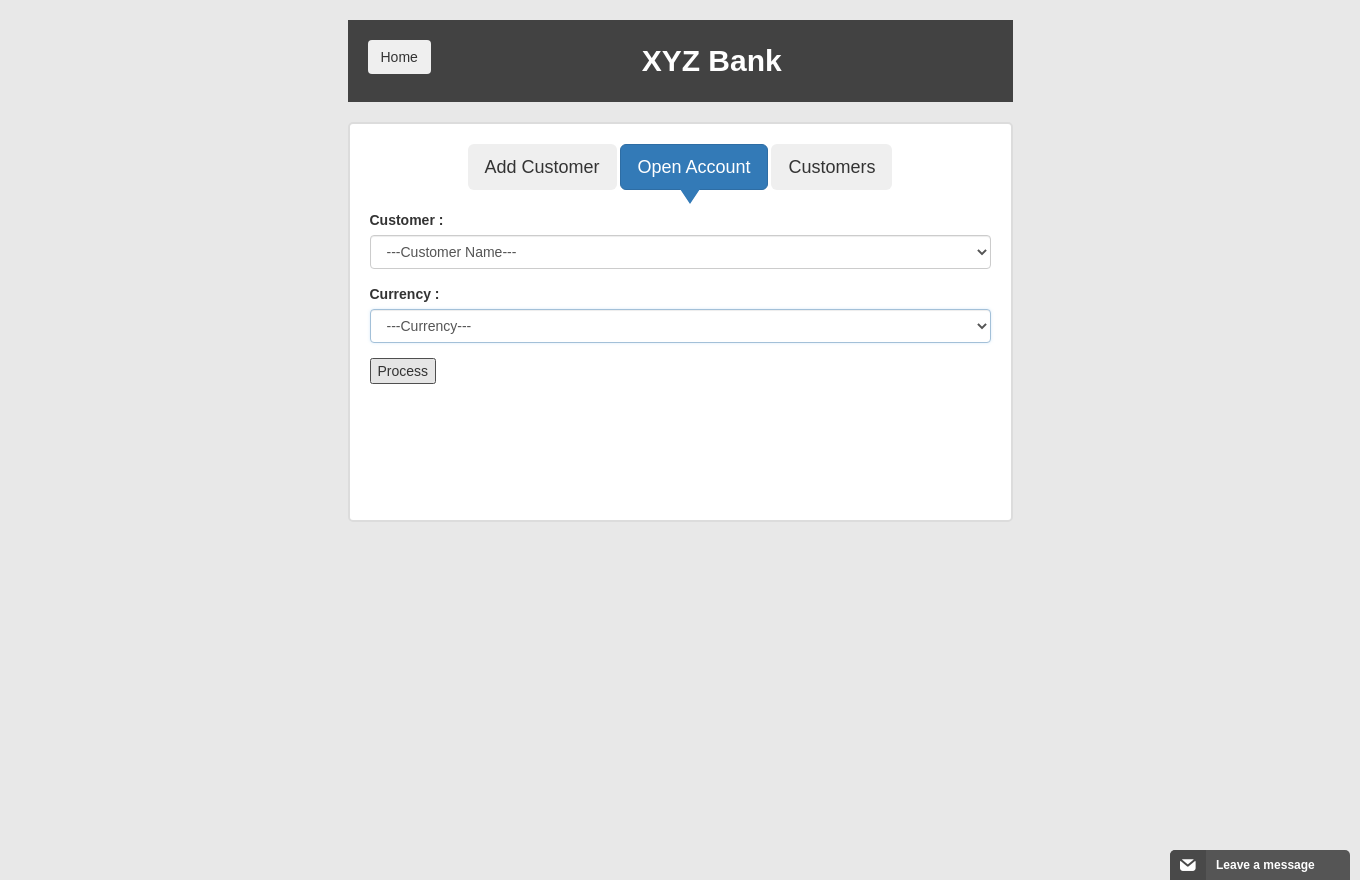 Home
XYZ Bank
Add Customer
Open Account
Customers
Customer :
---Customer Name---
Currency :
---Currency---
Process
Leave a message